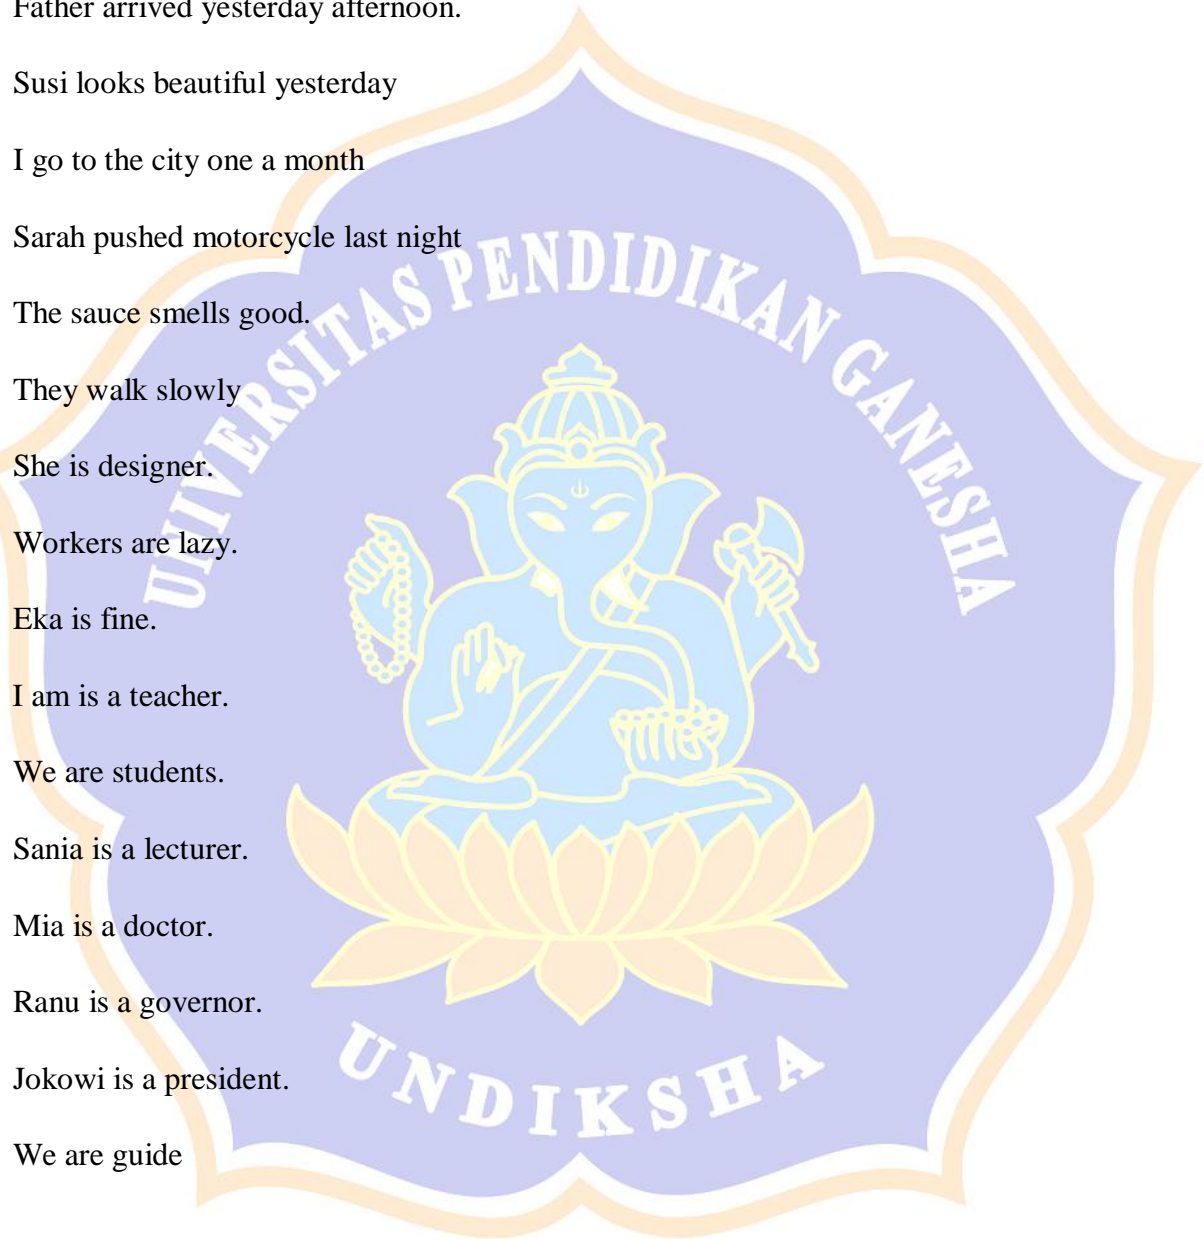 Father arrived yesterday afternoon.
Susi looks beautiful yesterday
I go to the city one a month
Sarah pushed motorcycle last night
UNIVERSITAS PENDIDIKAN GANESHA
The sauce smells good.
They walk slowly
She is designer.
Workers are lazy.
Eka is fine.
I am is a teacher.
We are students.
Sania is a lecturer.
Mia is a doctor.
Ranu is a governor.
Jokowi is a president.
UNDIKSHA
We are guide